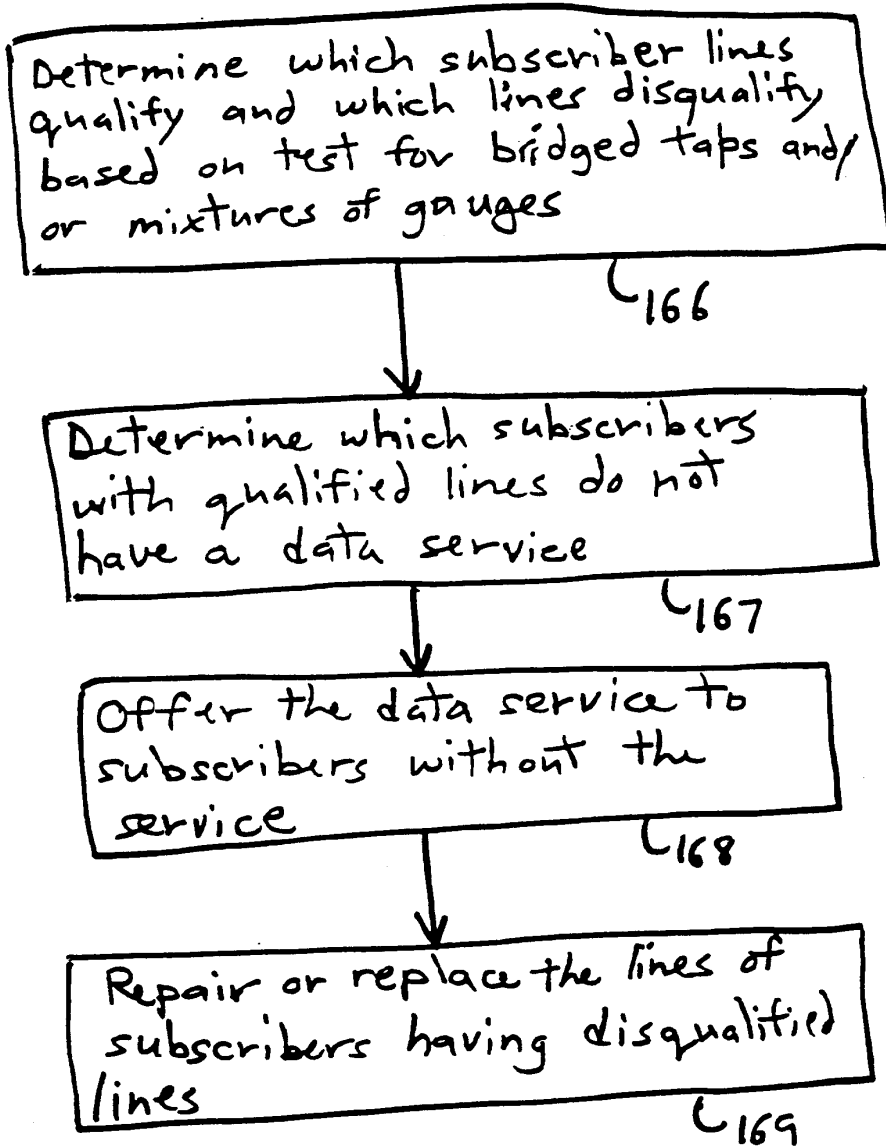 Determine which subscriber lines
qualify and which lines disqualify
based on test for bridged taps and/
or mixtures of gauges
166
Determine which subscribers
with qualified lines do not
have a data service
167
Offer the data service to
subscribers without the
service
168
Repair or replace the lines of
subscribers having disqualified
lines
169